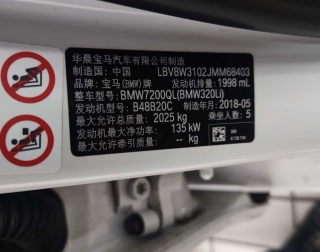 华晨宝马汽车有限公司制造
制造国：中国 LBV8W3102JMM68403
品牌：宝马(BMW) 发动机排量：1998 mL
整车型号：BMW7200QL(BMW320Li)
发动机型号：B48B20C 制造年月：2018-05
最大允许总质量：2025 kg 乘坐人数：5
发动机最大净功率：135 kW
最大允许牵引质量：- kg